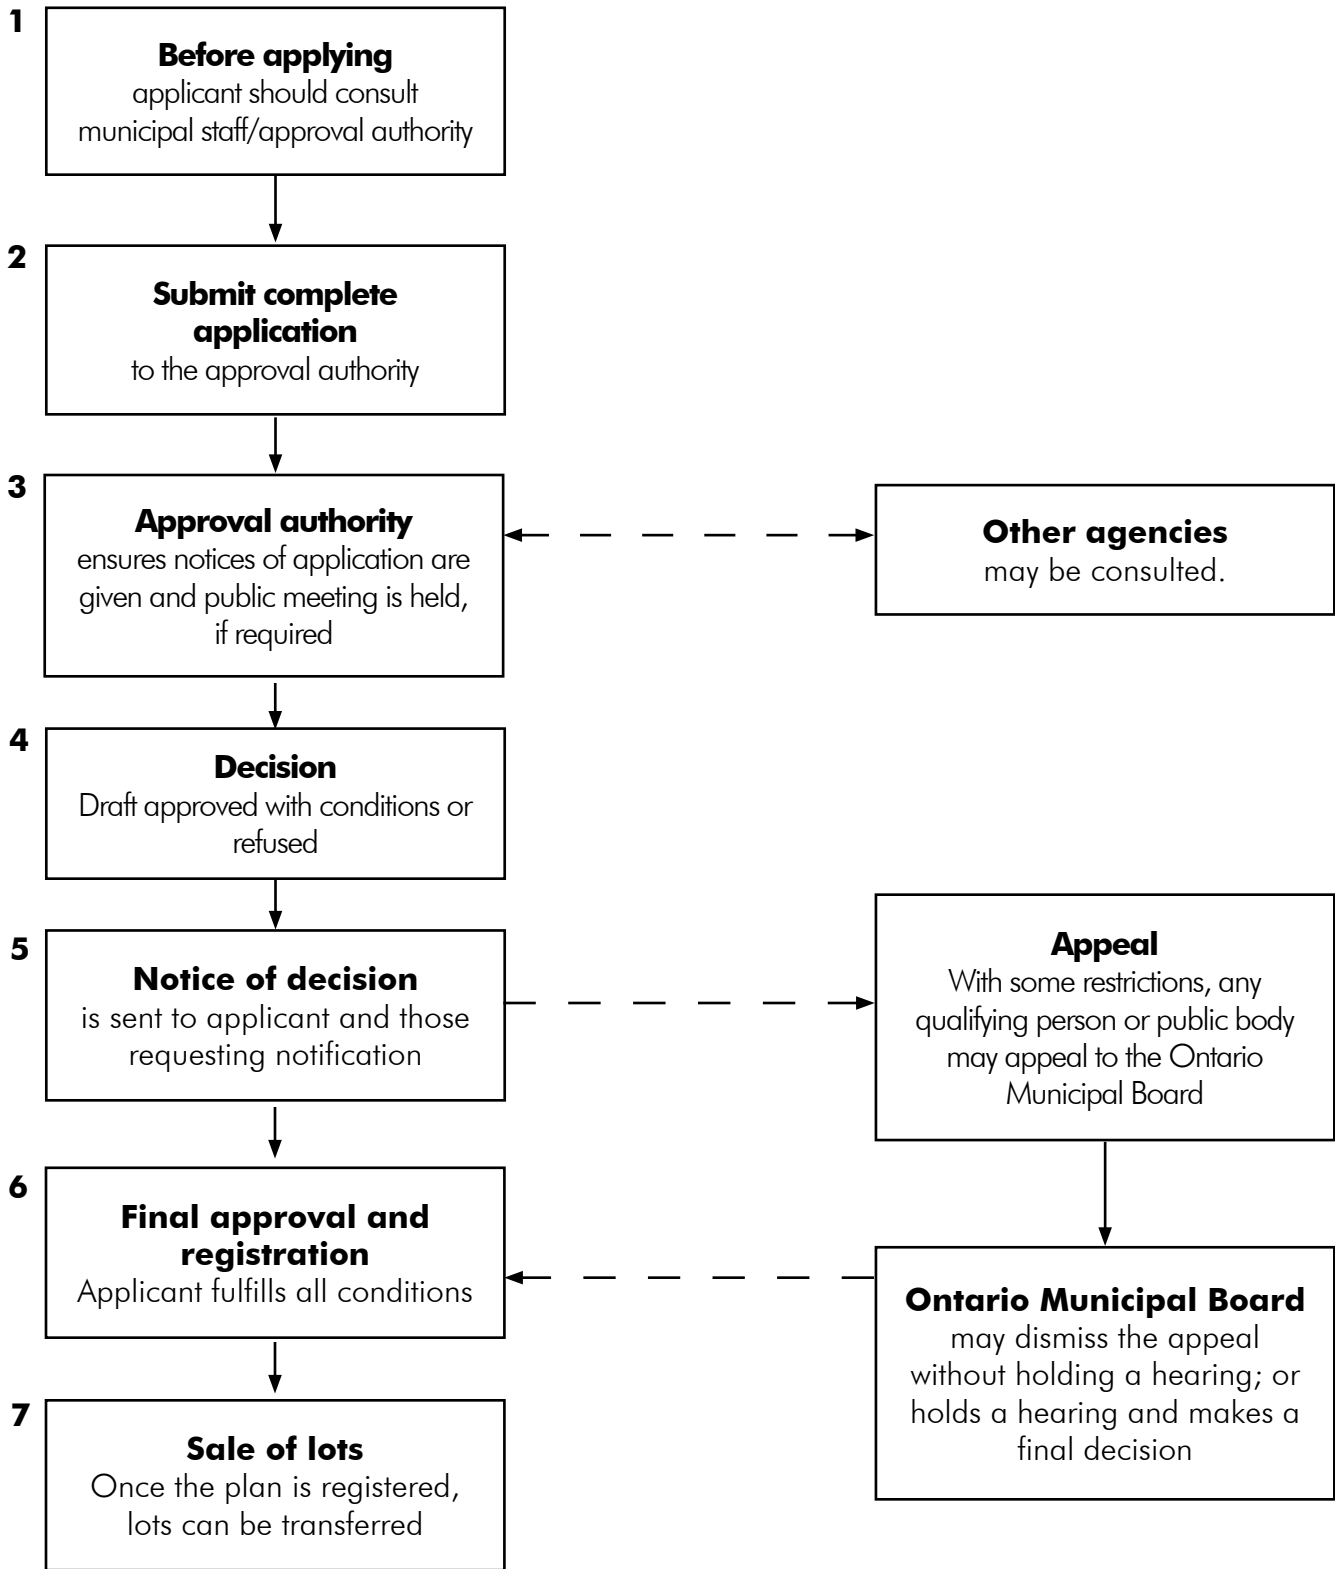 1
Before applying
applicant should consult
municipal staff/approval authority
2
Submit complete
application
to the approval authority
3
Approval authority
ensures notices of application are
given and public meeting is held,
if required
Other agencies
may be consulted.
4
Decision
Draft approved with conditions or
refused
5
Notice of decision
is sent to applicant and those
requesting notification
Appeal
With some restrictions, any
qualifying person or public body
may appeal to the Ontario
Municipal Board
6
Final approval and
registration
Applicant fulfills all conditions
Ontario Municipal Board
may dismiss the appeal
without holding a hearing; or
holds a hearing and makes a
final decision
7
Sale of lots
Once the plan is registered,
lots can be transferred